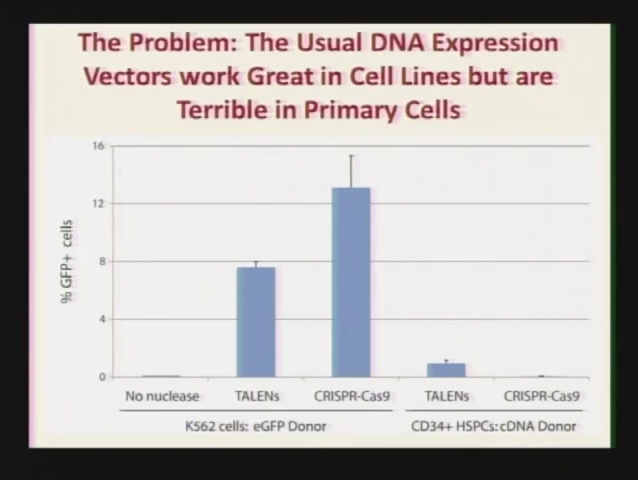 The Problem: The Usual DNA Expression
Vectors work Great in Cell Lines but are
Terrible in Primary Cells
16
12
8
4
0
% GFP+ cells
No nuclease TALENs CRISPR-Cas9 TALENs CRISPR-Cas9
K562 cells: eGFP Donor CD34+ HSPCs: cDNA Donor